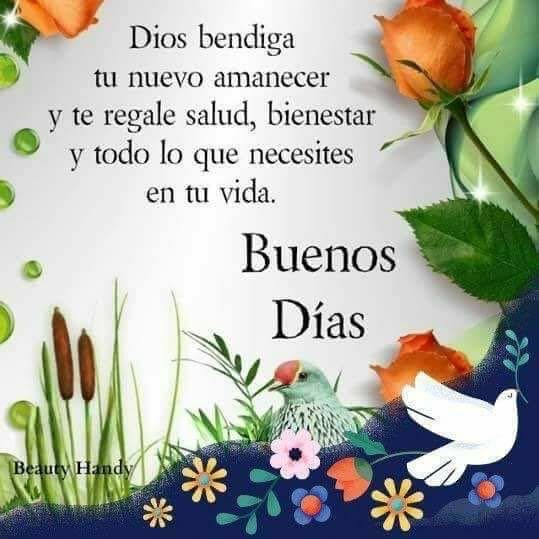 Dios bendiga
tu nuevo amanecer
y te regale salud, bienestar
y todo lo que necesites
en tu vida.
Buenos
Días
Beauty Handy